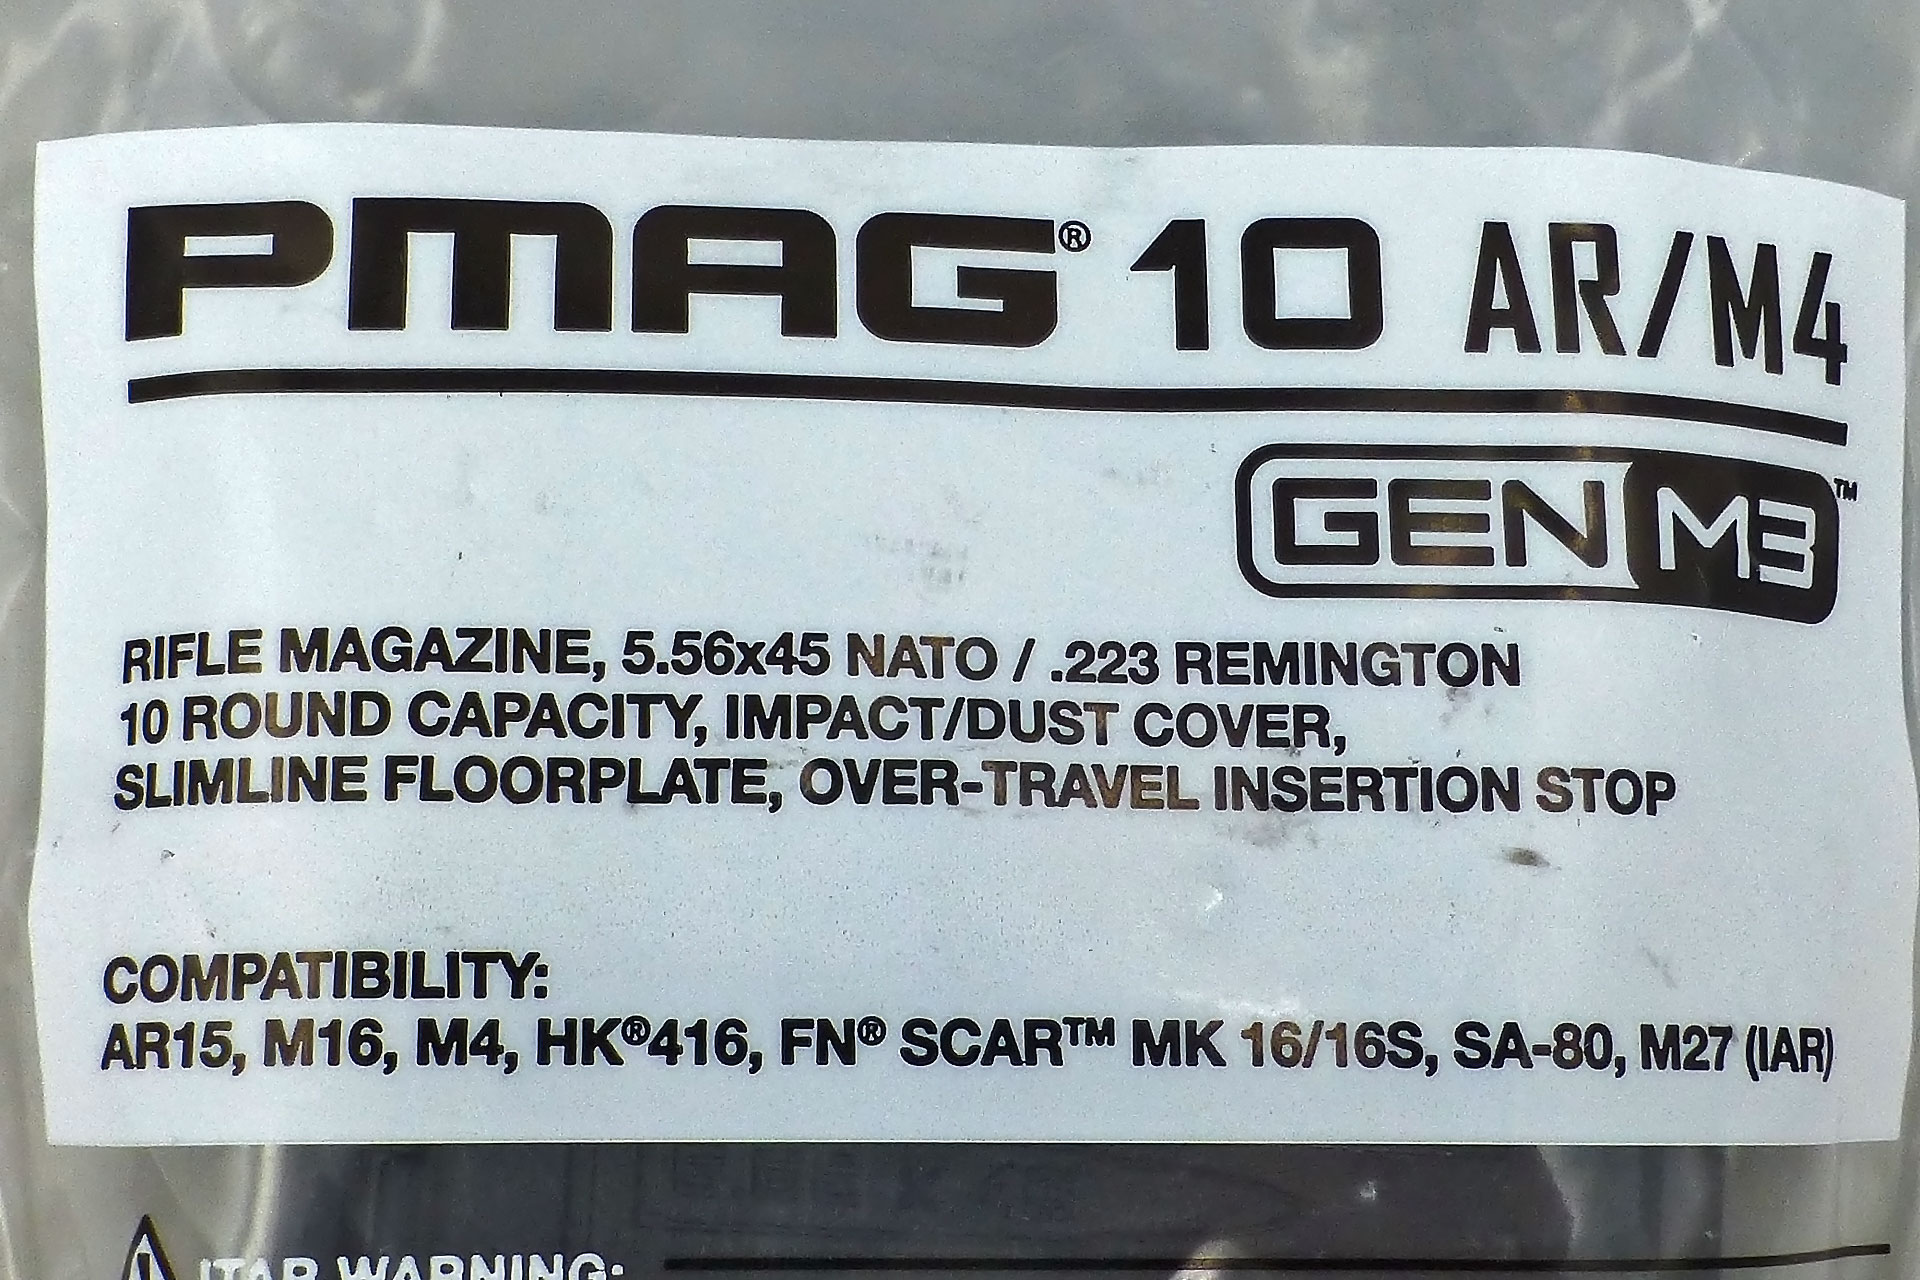 PMAG® 10 AR/M4
GEN M3™
RIFLE MAGAZINE, 5.56x45 NATO / .223 REMINGTON
10 ROUND CAPACITY, IMPACT/DUST COVER,
SLIMLINE FLOORPLATE, OVER-TRAVEL INSERTION STOP
COMPATIBILITY:
AR15, M16, M4, HK®416, FN® SCAR™ MK 16/16S, SA-80, M27 (IAR)
ITAR WARNING: